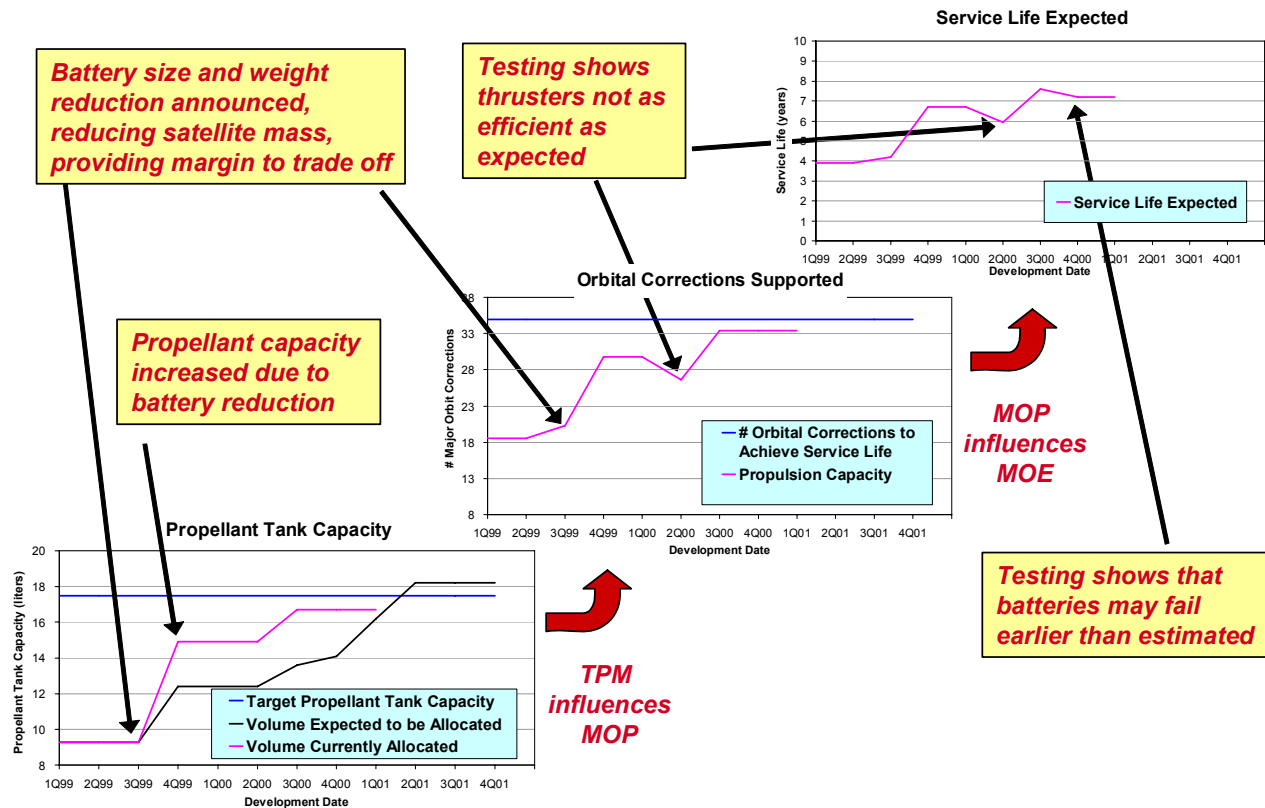 Service Life Expected
10
9
8
7
6
5
4
3
2
1
0
Service Life (years)
Service Life Expected
1Q99 2Q99 3Q99 4Q99 1Q00 2Q00 3Q00 4Q00 1Q01 2Q01 3Q01 4Q01
Development Date
Battery size and weight
reduction announced,
reducing satellite mass,
providing margin to trade off
Testing shows
thrusters not as
efficient as
expected
Orbital Corrections Supported
38
33
28
23
18
13
8
# Major Orbit Corrections
# Orbital Corrections to
Achieve Service Life
Propulsion Capacity
1Q99 2Q99 3Q99 4Q99 1Q00 2Q00 3Q00 4Q00 1Q01 2Q01 3Q01 4Q01
Development Date
Propellant capacity
increased due to
battery reduction
MOP
influences
MOE
Propellant Tank Capacity
20
18
16
14
12
10
8
Propellant Tank Capacity (liters)
Target Propellant Tank Capacity
Volume Expected to be Allocated
Volume Currently Allocated
1Q99 2Q99 3Q99 4Q99 1Q00 2Q00 3Q00 4Q00 1Q01 2Q01 3Q01 4Q01
Development Date
TPM
influences
MOP
Testing shows that
batteries may fail
earlier than estimated